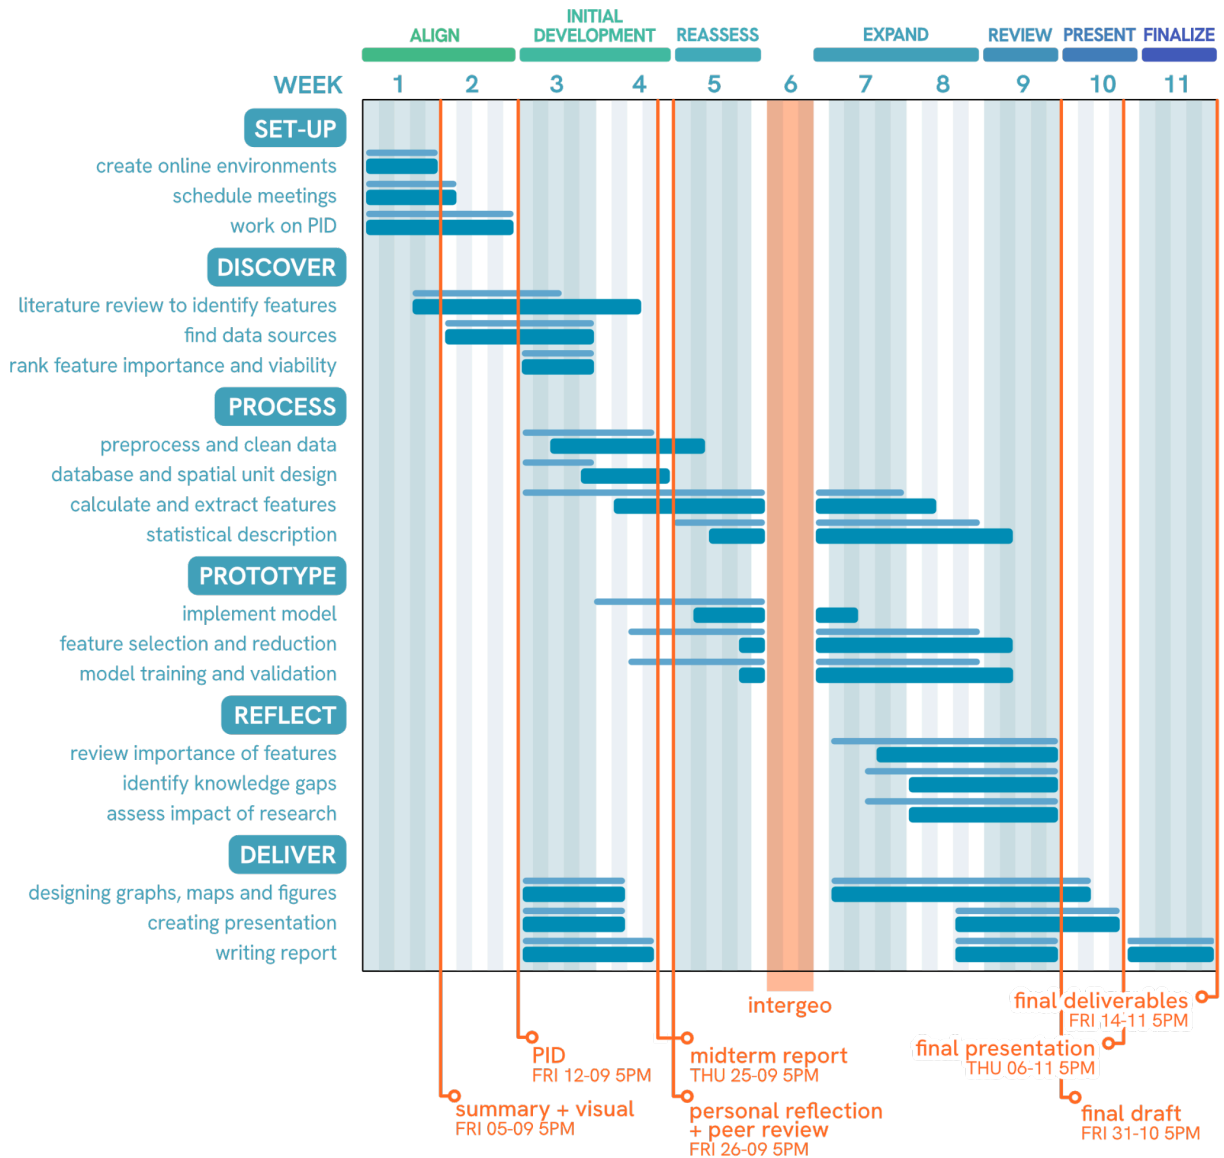 ALIGN
INITIAL
DEVELOPMENT
REASSESS
EXPAND
REVIEW
PRESENT
FINALIZE
WEEK 1 2 3 4 5 6 7 8 9 10 11
SET-UP
create online environments
schedule meetings
work on PID
DISCOVER
literature review to identify features
find data sources
rank feature importance and viability
PROCESS
preprocess and clean data
database and spatial unit design
calculate and extract features
statistical description
PROTOTYPE
implement model
feature selection and reduction
model training and validation
REFLECT
review importance of features
identify knowledge gaps
assess impact of research
DELIVER
designing graphs, maps and figures
creating presentation
writing report
intergeo
final deliverables
FRI 14-11 5PM
PID
FRI 12-09 5PM
midterm report
THU 25-09 5PM
final presentation
THU 06-11 5PM
summary + visual
FRI 05-09 5PM
personal reflection
+ peer review
FRI 26-09 5PM
final draft
FRI 31-10 5PM